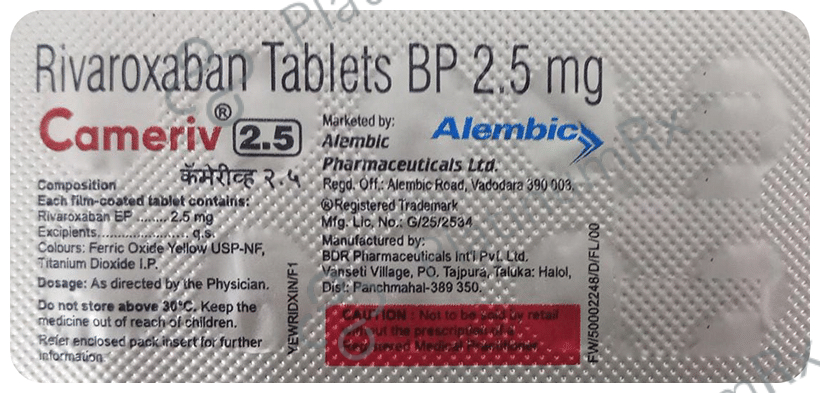 Rivaroxaban Tablets BP 2.5 mg
Cameriv® 2.5
कॅमेरीव्ह २.५
Composition
Each film-coated tablet contains:
Rivaroxaban BP ........ 2.5 mg
Excipients...................... q.s.
Colours: Ferric Oxide Yellow USP-NF,
Titanium Dioxide I.P.
Dosage: As directed by the Physician.
Do not store above 30°C. Keep the
medicine out of reach of children.
Refer enclosed pack insert for further
information.
YEWRIDXIN/F1
Marketed by:
Alembic
Pharmaceuticals Ltd.
Alembic
Regd. Off.: Alembic Road, Vadodara 390 003.
®Registered Trademark
Mfg. Lic. No.: G/25/2534
Manufactured by:
BDR Pharmaceuticals Int'l Pvt. Ltd.
Vanseti Village, PO. Tajpura, Taluka: Halol,
Dist: Panchmahal-389 350.
CAUTION : Not to be sold by retail
without the prescription of a
Registered Medical Practitioner.
FW/50002248/D/FL/00